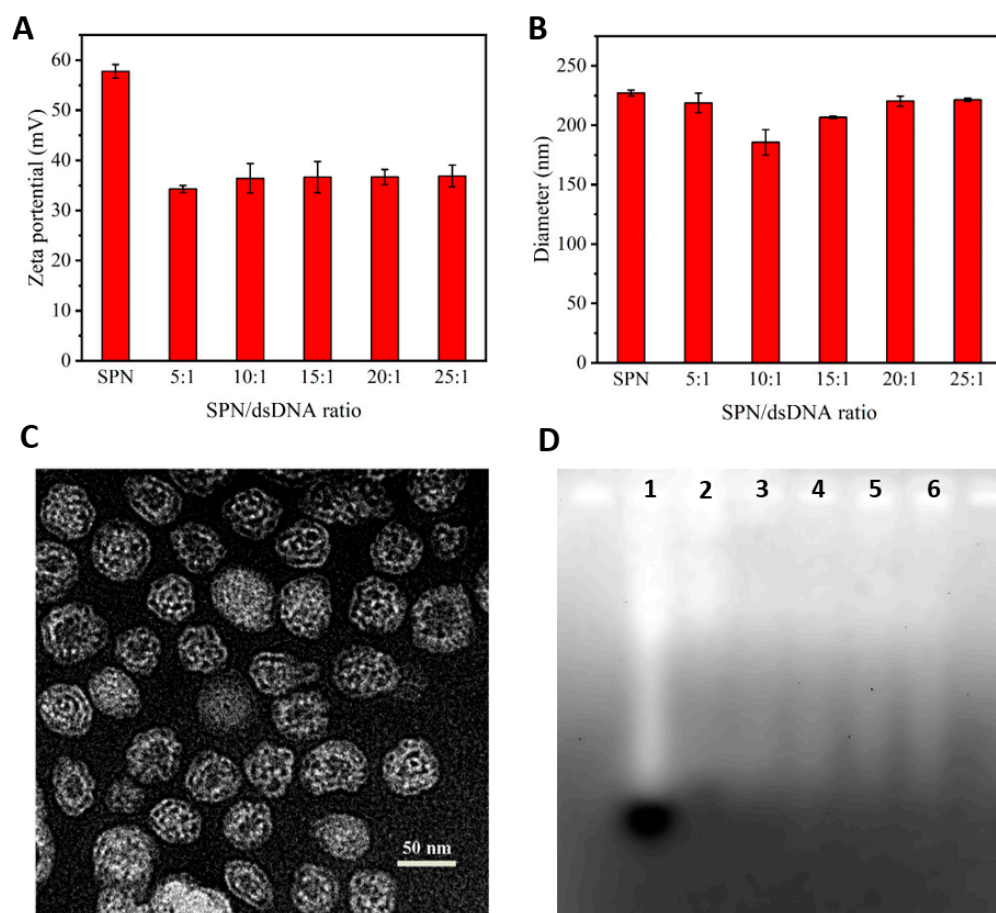 A
Zeta portential (mV)
60
50
40
30
20
10
0
SPN 5:1 10:1 15:1 20:1 25:1
SPN/dsDNA ratio
B
Diameter (nm)
250
200
150
100
50
0
SPN 5:1 10:1 15:1 20:1 25:1
SPN/dsDNA ratio
C
50 nm
D
1 2 3 4 5 6